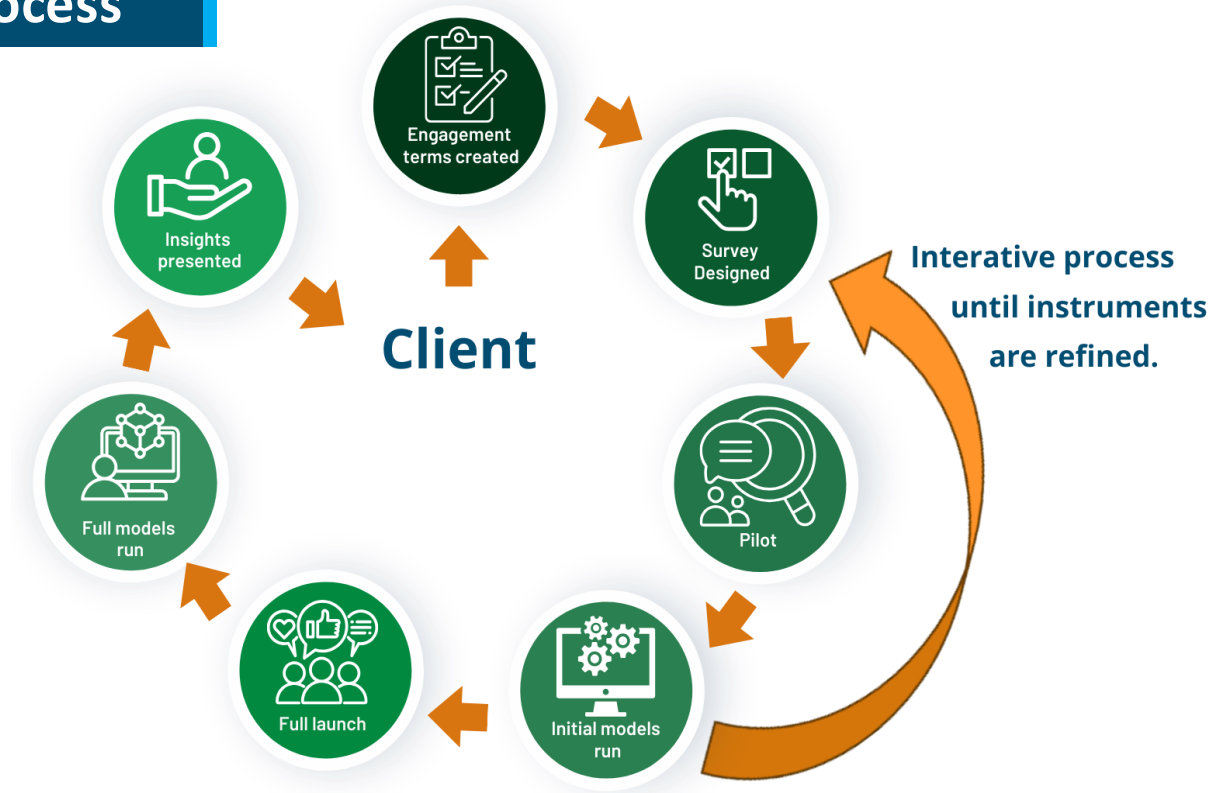 ocess
Engagement
terms created
Survey
Designed
Interative process
until instruments
are refined.
Pilot
Initial models
run
Full launch
Full models
run
Insights
presented
Client